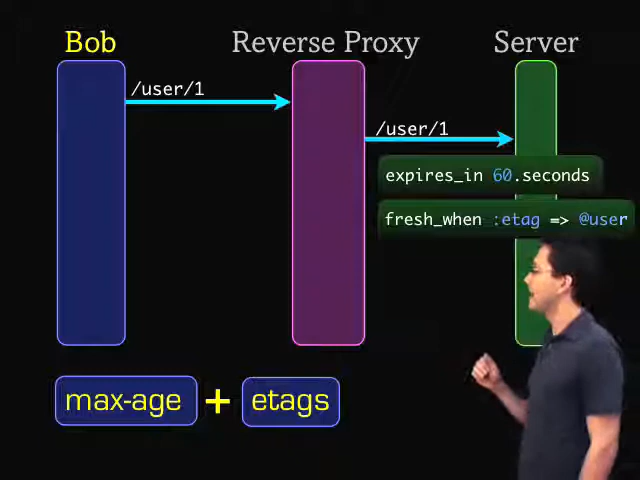 Bob Reverse Proxy Server
/user/1
/user/1
expires_in 60.seconds
fresh_when :etag => @user
max-age + etags